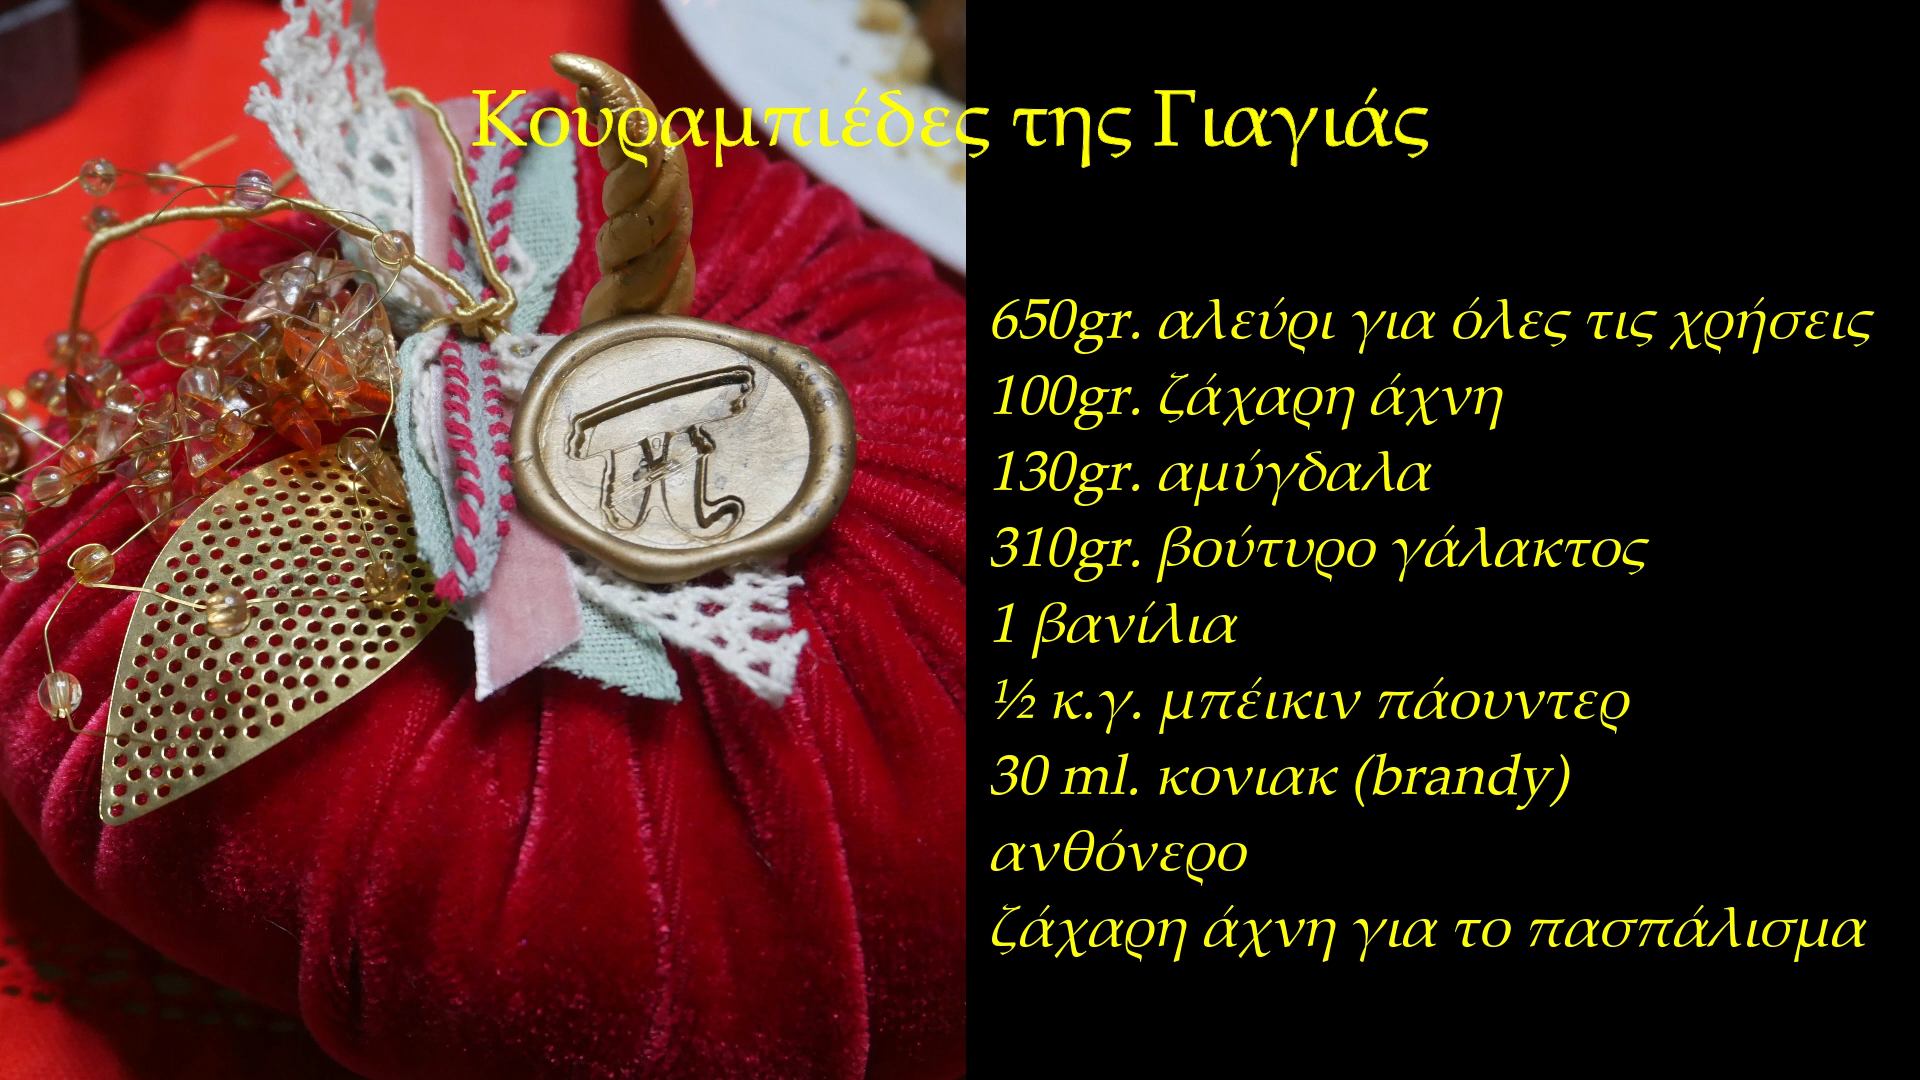 Κουραμπιέδες της Γιαγιάς
π
650gr. αλεύρι για όλες τις χρήσεις
100gr. ζάχαρη άχνη
130gr. αμύγδαλα
310gr. βούτυρο γάλακτος
1 βανίλια
½ κ.γ. μπέικιν πάουντερ
30 ml. κονιακ (brandy)
ανθόνερο
ζάχαρη άχνη για το πασπάλισμα